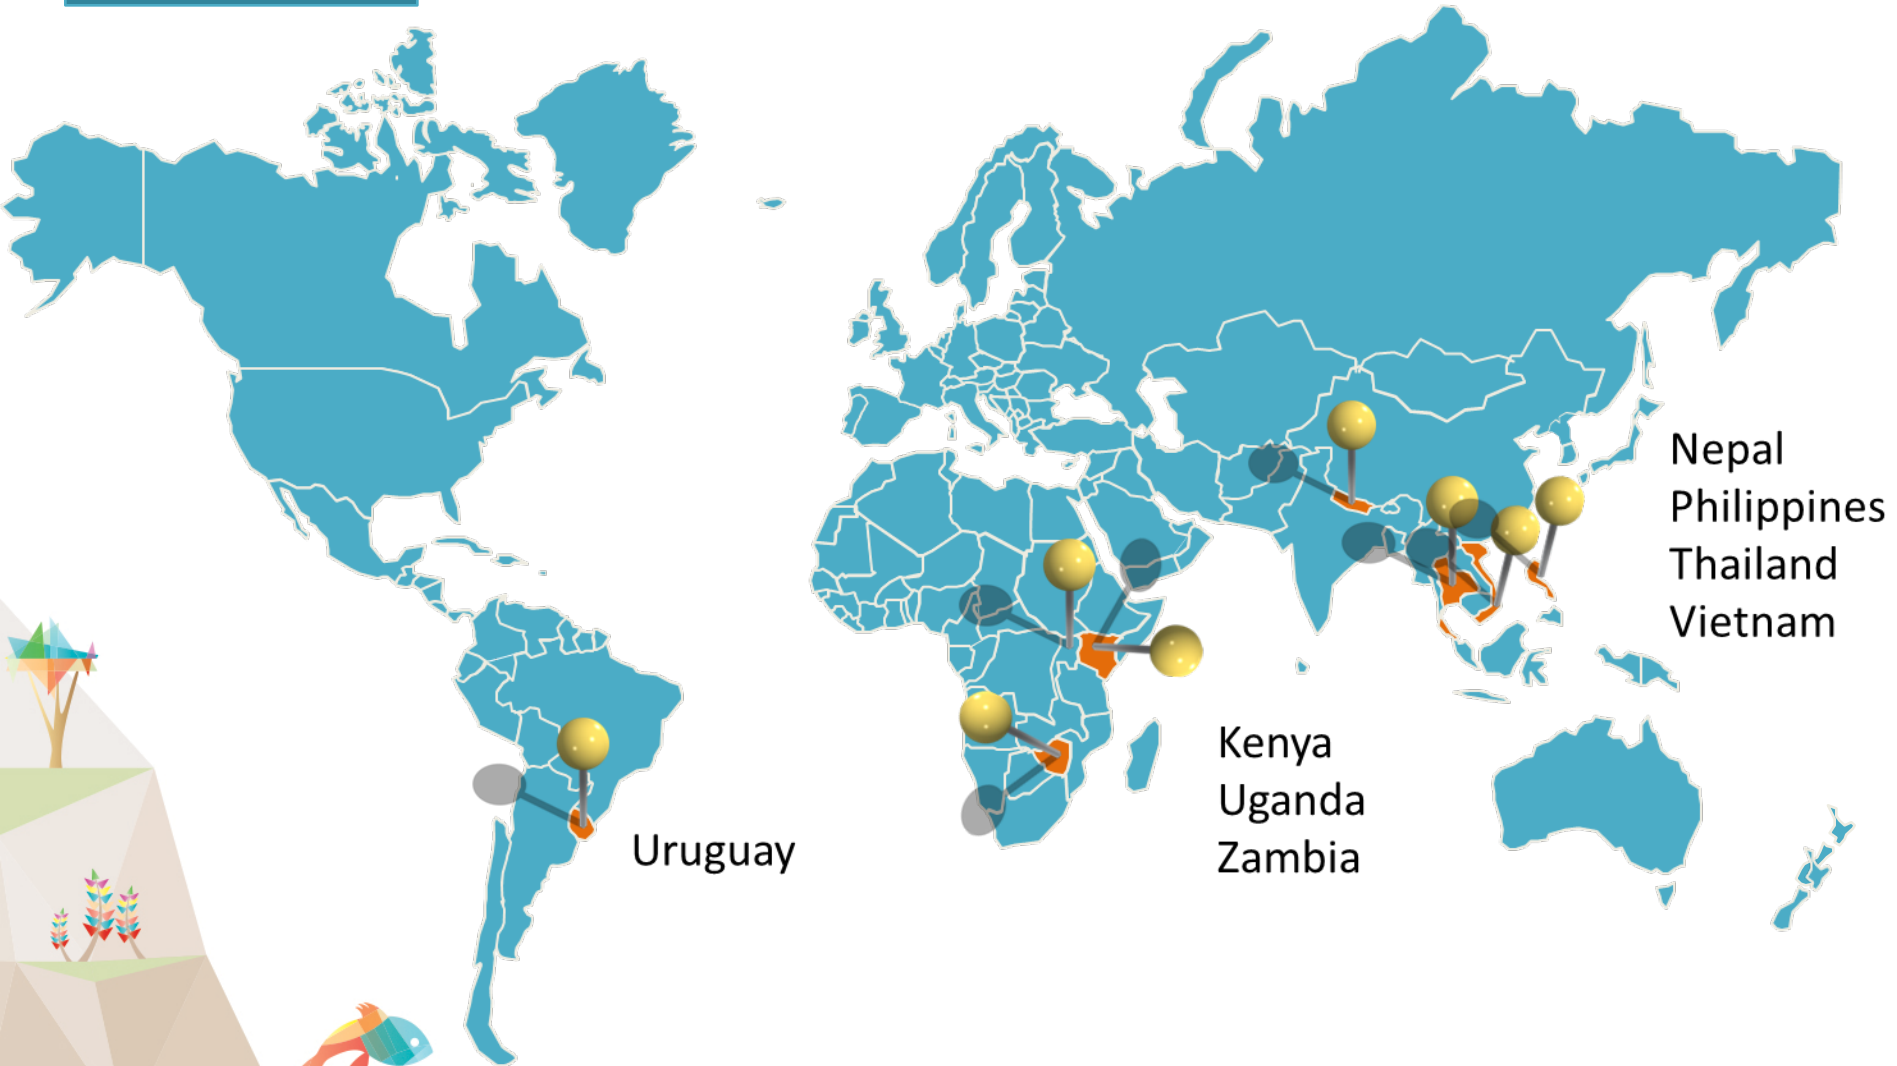 Nepal
Philippines
Thailand
Vietnam
Kenya
Uganda
Zambia
Uruguay